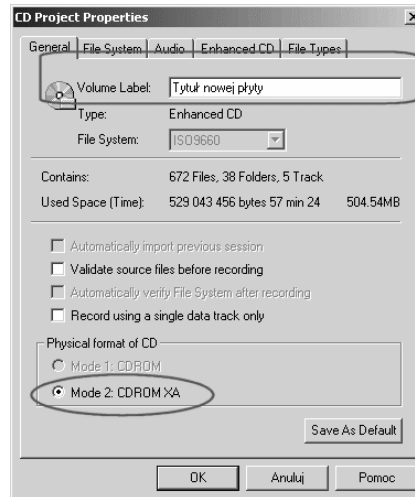 CD Project Properties
General File System Audio Enhanced CD File Types
Volume Label: Tytuł nowej płyty
Type: Enhanced CD
File System: ISO9660
Contains: 672 Files, 38 Folders, 5 Track
Used Space (Time): 529 043 456 bytes 57 min 24 504.54MB
Automatically import previous session
Validate source files before recording
Automatically verify File System after recording
Record using a single data track only
Physical format of CD
Mode 1: CDROM
Mode 2: CDROM XA
Save As Default
OK Anuluj Pomoc